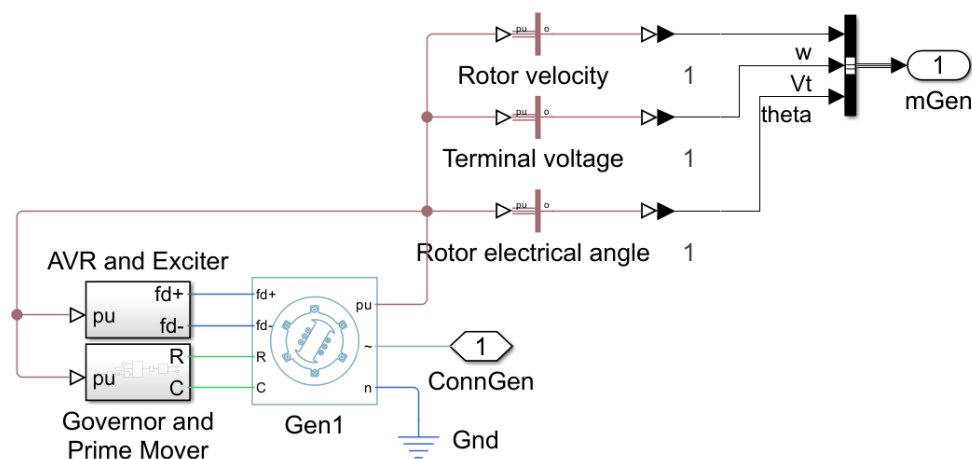 pu o
Rotor velocity
1
w
1
mGen
pu o
Terminal voltage
1
Vt
theta
pu o
Rotor electrical angle
1
AVR and Exciter
pu
fd+
fd-
pu
R
C
Governor and
Prime Mover
fd+
fd-
R
C
pu
~
n
Gen1
1
ConnGen
Gnd